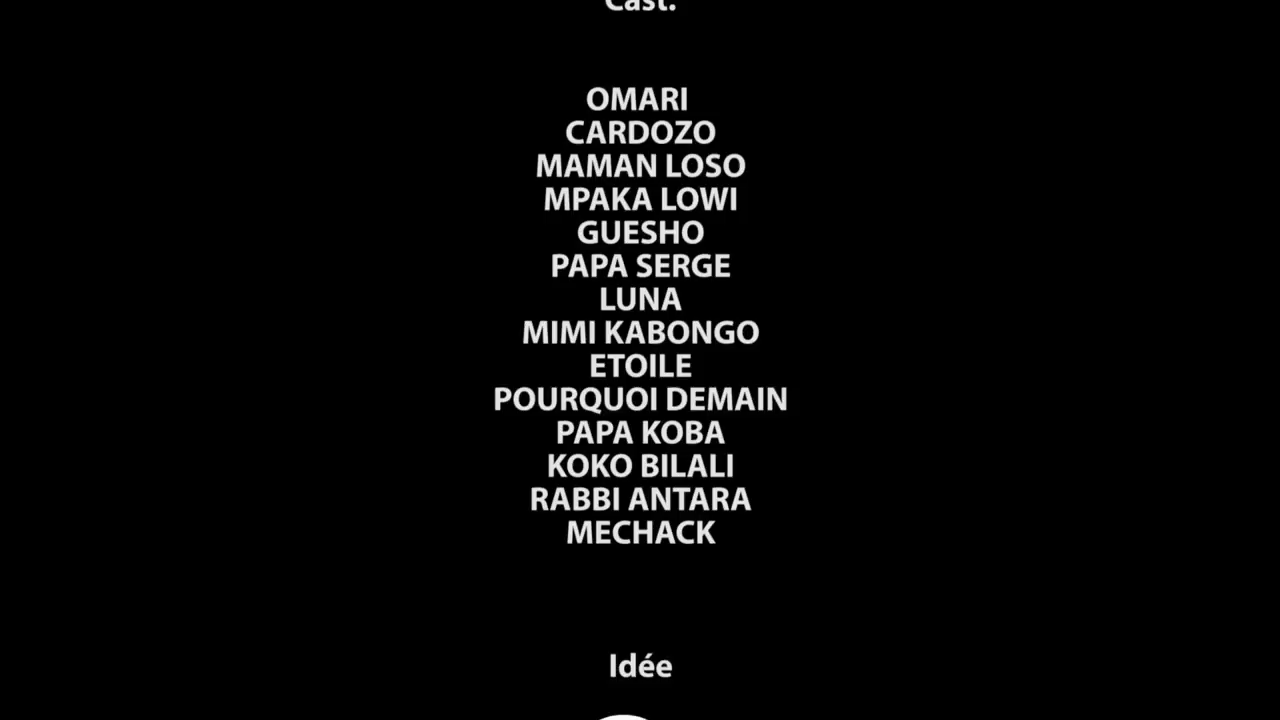 Cast.
OMARI
CARDOZO
MAMAN LOSO
MPAKA LOWI
GUESHO
PAPA SERGE
LUNA
MIMI KABONGO
ETOILE
POURQUOI DEMAIN
PAPA KOBA
KOKO BILALI
RABBI ANTARA
MECHACK
Idée